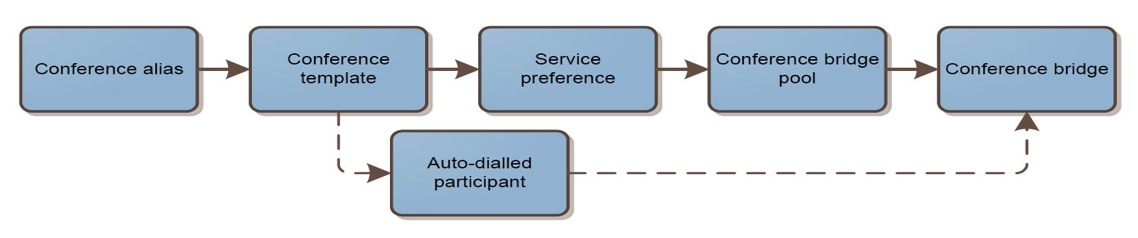 Conference alias
Conference
template
Service
preference
Conference bridge
pool
Conference bridge
Auto-dialled
participant